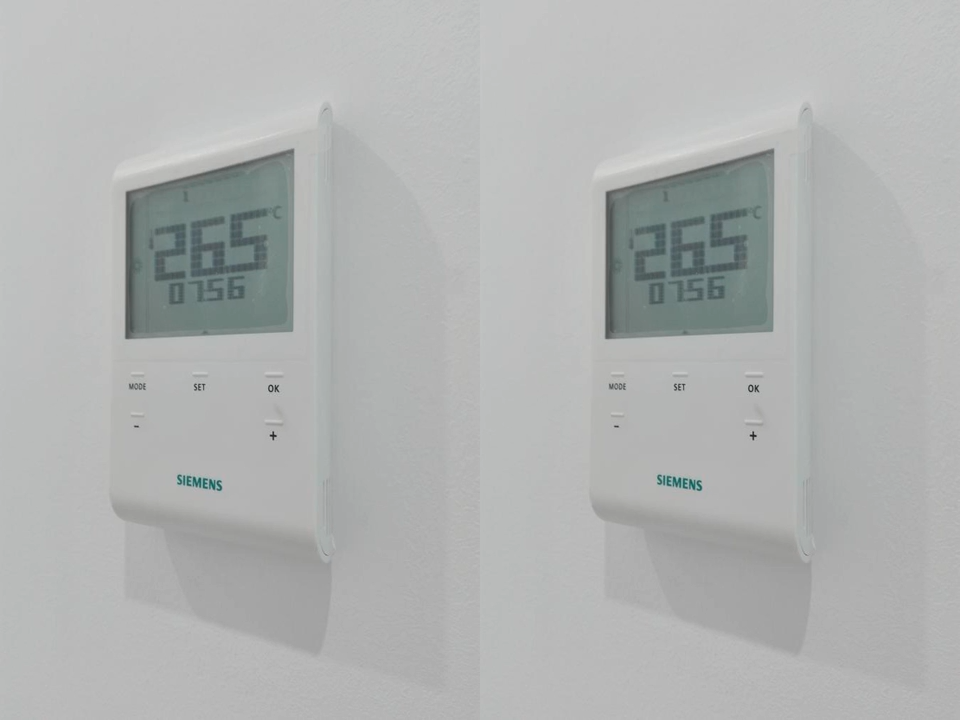 1
265 °C
0756
MODE SET OK
- +
SIEMENS
1
265 °C
0756
MODE SET OK
- +
SIEMENS